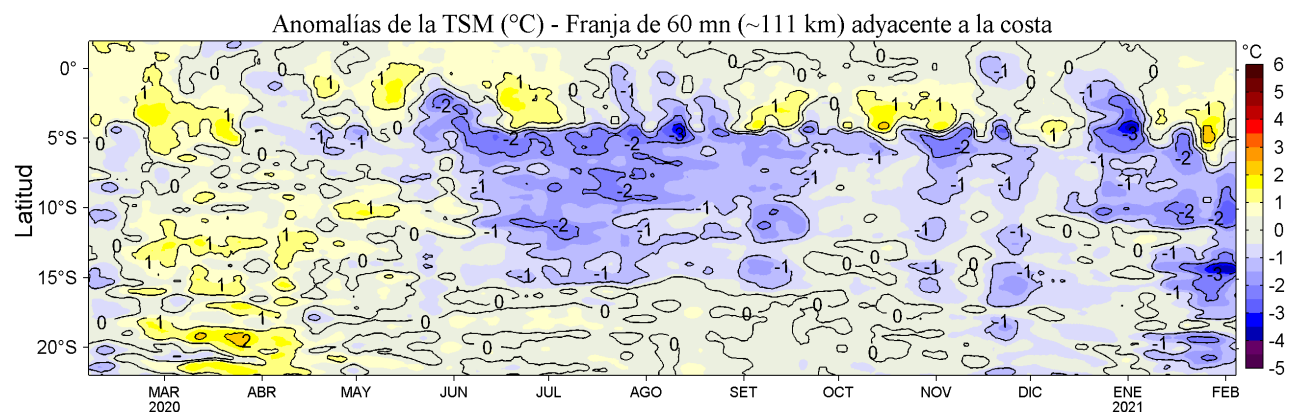 Anomalías de la TSM (°C) - Franja de 60 mn (~111 km) adyacente a la costa
°C
6
5
4
3
2
1
0
-1
-2
-3
-4
-5
Latitud
0°
5°S
10°S
15°S
20°S
MAR ABR MAY JUN JUL AGO SET OCT NOV DIC ENE FEB
2020 2021